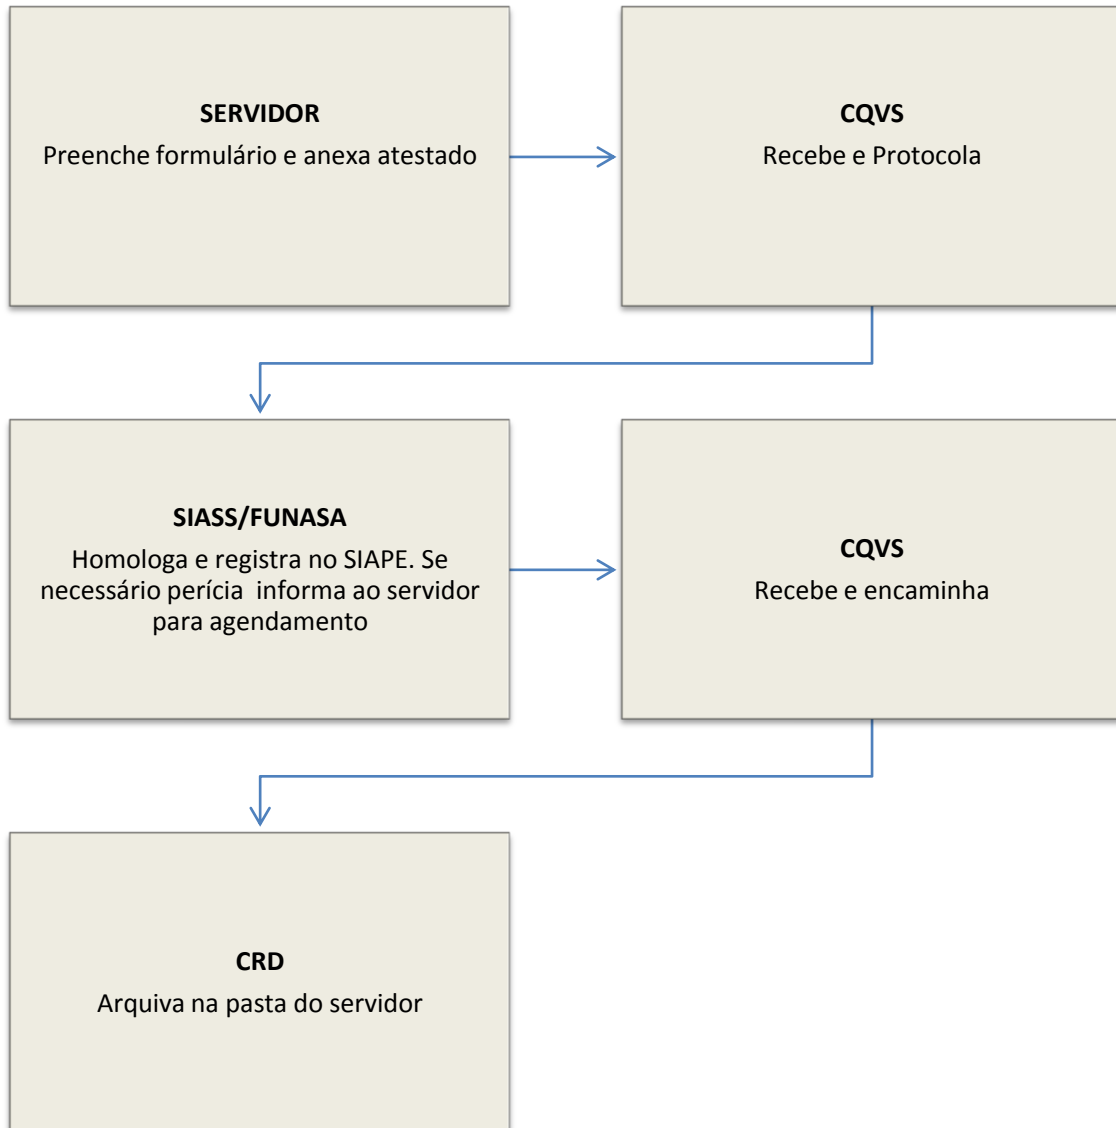 SERVIDOR
Preenche formulário e anexa atestado
CQVS
Recebe e Protocola
SIASS/FUNASA
Homologa e registra no SIAPE. Se
necessário perícia  informa ao servidor
para agendamento
CQVS
Recebe e encaminha
CRD
Arquiva na pasta do servidor